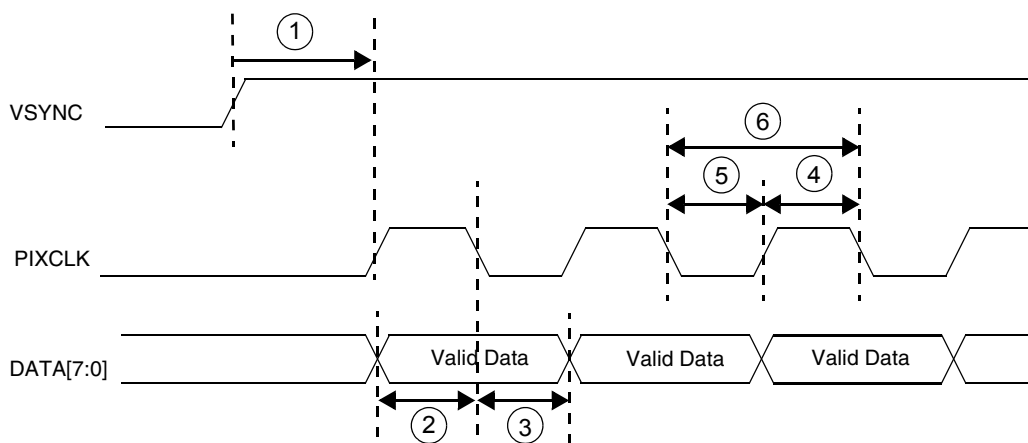 1
VSYNC
6
5 4
PIXCLK
DATA[7:0] Valid Data Valid Data Valid Data
2 3